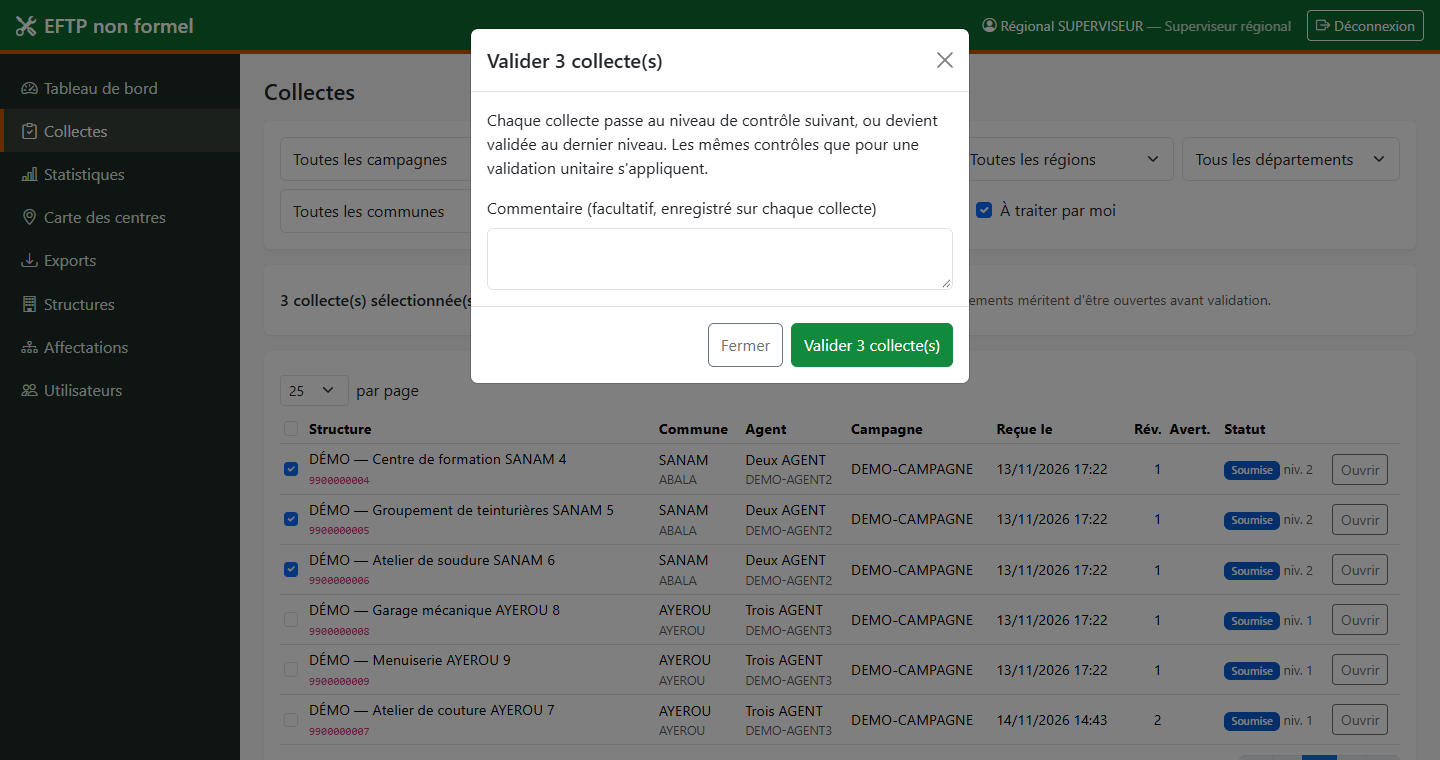 EFTP non formel
Régional SUPERVISEUR — Superviseur régional
Déconnexion
Tableau de bord
Collectes
Statistiques
Carte des centres
Exports
Structures
Affectations
Utilisateurs
Collectes
Toutes les campagnes
Toutes les régions
Tous les départements
Toutes les communes
À traiter par moi
3 collecte(s) sélectionnée(s
ements méritent d'être ouvertes avant validation.
Valider 3 collecte(s)
Chaque collecte passe au niveau de contrôle suivant, ou devient
validée au dernier niveau. Les mêmes contrôles que pour une
validation unitaire s'appliquent.
Commentaire (facultatif, enregistré sur chaque collecte)
Fermer
Valider 3 collecte(s)
25 par page
Structure Commune Agent Campagne Reçue le Rév. Avert. Statut
DÉMO — Centre de formation SANAM 4 SANAM Deux AGENT DEMO-CAMPAGNE 13/11/2026 17:22 1 Soumise niv. 2 Ouvrir
9900000004 ABALA DEMO-AGENT2
DÉMO — Groupement de teinturières SANAM 5 SANAM Deux AGENT DEMO-CAMPAGNE 13/11/2026 17:22 1 Soumise niv. 2 Ouvrir
9900000005 ABALA DEMO-AGENT2
DÉMO — Atelier de soudure SANAM 6 SANAM Deux AGENT DEMO-CAMPAGNE 13/11/2026 17:22 1 Soumise niv. 2 Ouvrir
9900000006 ABALA DEMO-AGENT2
DÉMO — Garage mécanique AYEROU 8 AYEROU Trois AGENT DEMO-CAMPAGNE 13/11/2026 17:22 1 Soumise niv. 1 Ouvrir
9900000008 AYEROU DEMO-AGENT3
DÉMO — Menuiserie AYEROU 9 AYEROU Trois AGENT DEMO-CAMPAGNE 13/11/2026 17:22 1 Soumise niv. 1 Ouvrir
9900000009 AYEROU DEMO-AGENT3
DÉMO — Atelier de couture AYEROU 7 AYEROU Trois AGENT DEMO-CAMPAGNE 14/11/2026 14:43 2 Soumise niv. 1 Ouvrir
9900000007 AYEROU DEMO-AGENT3